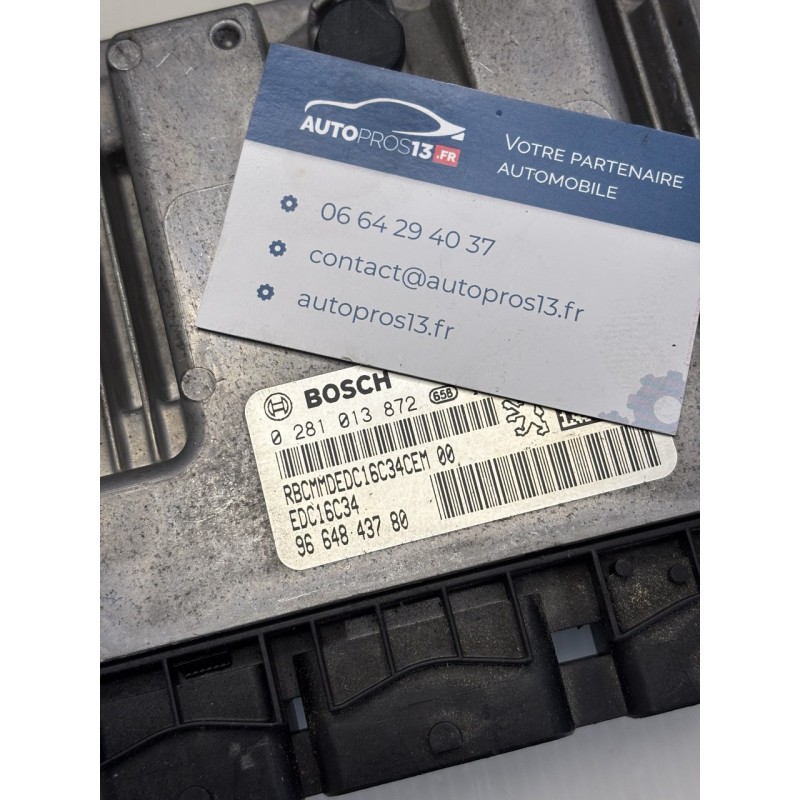 AUTOPROS13.FR
VOTRE PARTENAIRE
AUTOMOBILE
06 64 29 40 37
contact@autopros13.fr
autopros13.fr
BOSCH
0 281 013 872 658
RBCMMDEDC16C34CEM 00
EDC16C34
96 648 437 80